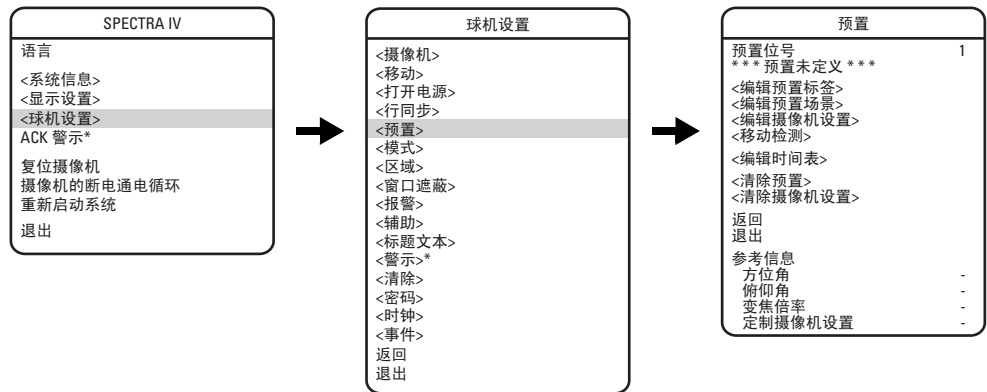 SPECTRA IV
语言
<系统信息>
<显示设置>
<球机设置>
ACK 警示*
复位摄像机
摄像机的断电通电循环
重新启动系统
退出
球机设置
<摄像机>
<移动>
<打开电源>
<行同步>
<预置>
<模式>
<区域>
<窗口遮蔽>
<报警>
<辅助>
<标题文本>
<警示>*
<清除>
<密码>
<时钟>
<事件>
返回
退出
预置
预置位号 1
* * * 预置未定义 * * *
<编辑预置标签>
<编辑预置场景>
<编辑摄像机设置>
<移动检测>
<编辑时间表>
<清除预置>
<清除摄像机设置>
返回
退出
参考信息
方位角 -
俯仰角 -
变焦倍率 -
定制摄像机设置 -